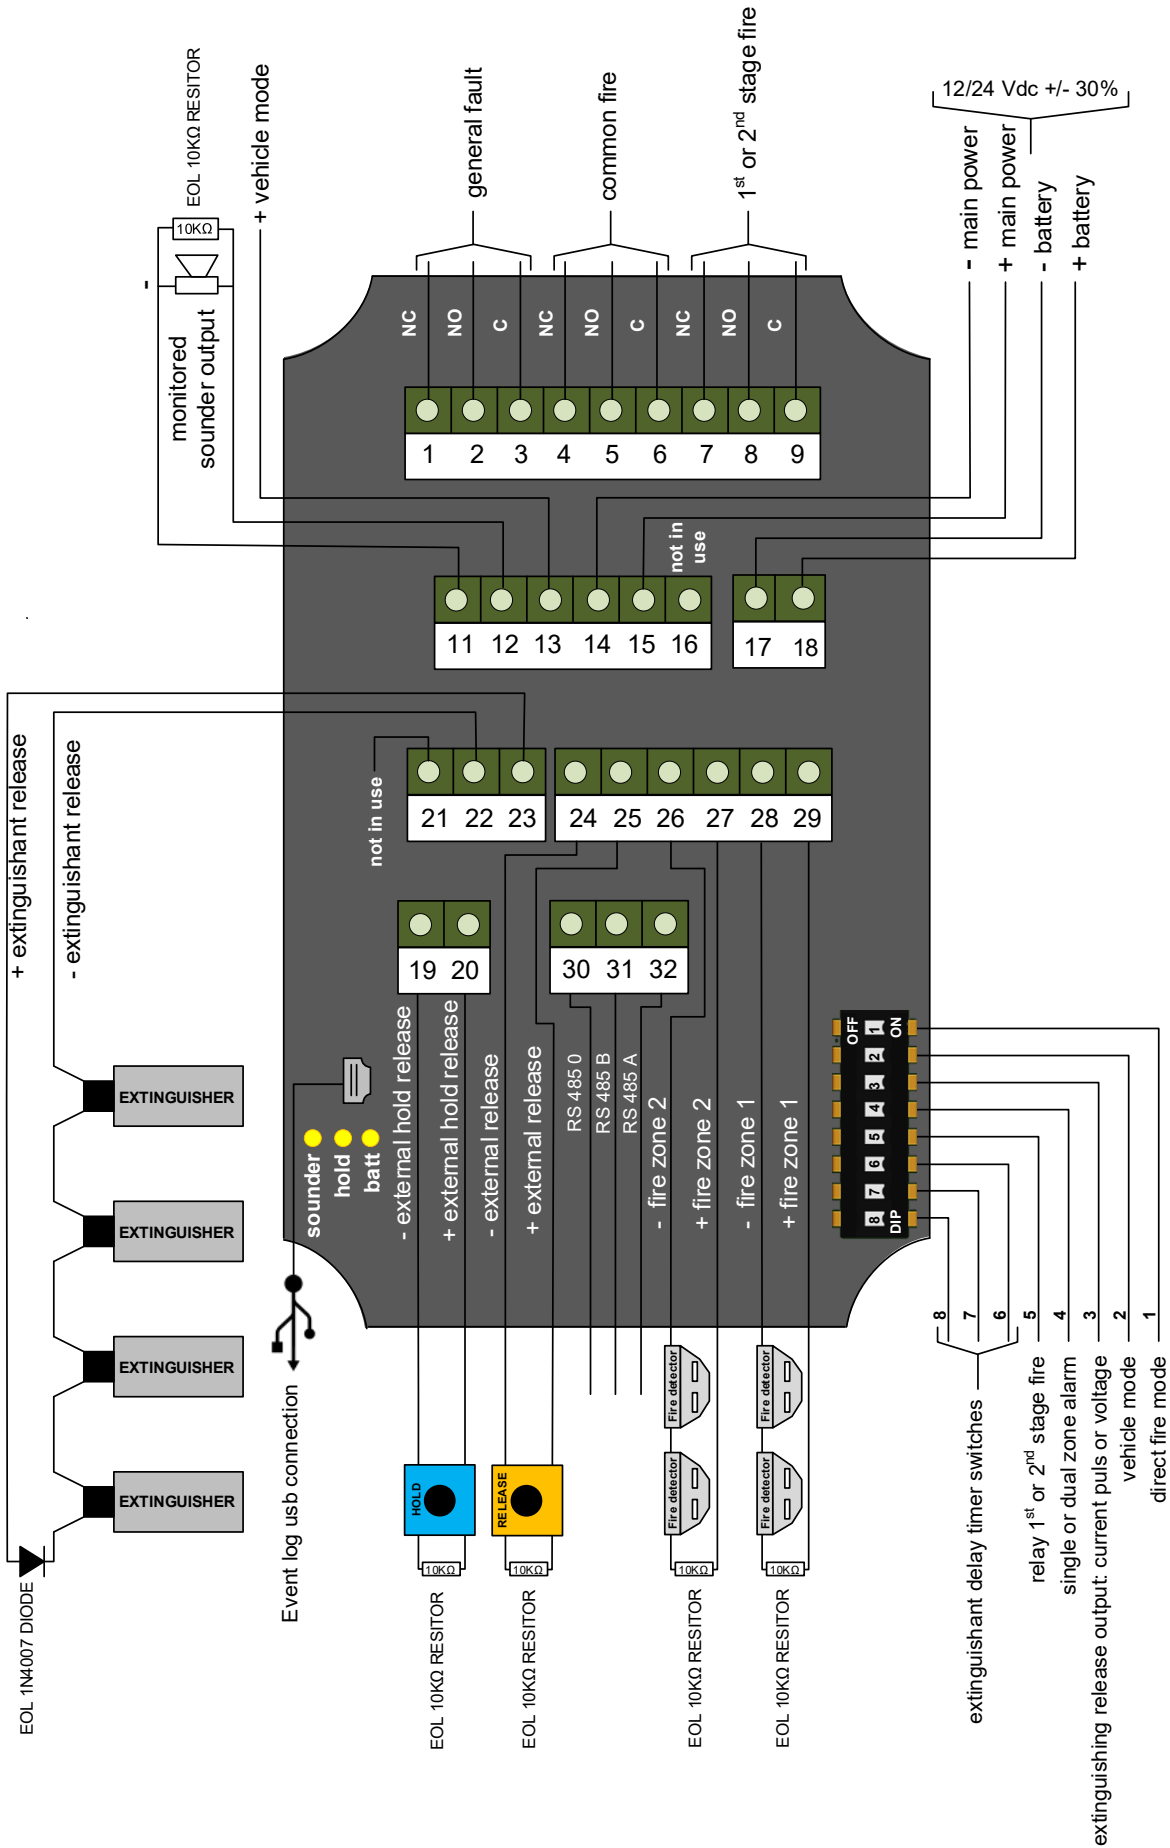 EOL 10KΩ RESITOR
10KΩ
-
monitored
sounder output
+ vehicle mode
general fault
common fire
1st or 2nd stage fire
12/24 Vdc +/- 30%
- main power
+ main power
- battery
+ battery
NC
NO
C
NC
NO
C
NC
NO
C
1 2 3 4 5 6 7 8 9
not in
use
11 12 13 14 15 16
17 18
+ extinguishant release
- extinguishant release
not in use
21 22 23
24 25 26 27 28 29
19 20
30 31 32
- external hold release
+ external hold release
- external release
+ external release
RS 485 0
RS 485 B
RS 485 A
- fire zone 2
+ fire zone 2
- fire zone 1
+ fire zone 1
OFF
ON
DIP
1
2
3
4
5
6
7
8
sounder
hold
batt
EXTINGUISHER
EXTINGUISHER
EXTINGUISHER
EXTINGUISHER
EOL 1N4007 DIODE
Event log usb connection
HOLD
RELEASE
Fire detector
Fire detector
Fire detector
Fire detector
10KΩ
10KΩ
10KΩ
10KΩ
EOL 10KΩ RESITOR
EOL 10KΩ RESITOR
EOL 10KΩ RESITOR
EOL 10KΩ RESITOR
8
7
6
5
4
3
2
1
extinguishant delay timer switches
relay 1st or 2nd stage fire
single or dual zone alarm
extinguishing release output: current puls or voltage
vehicle mode
direct fire mode